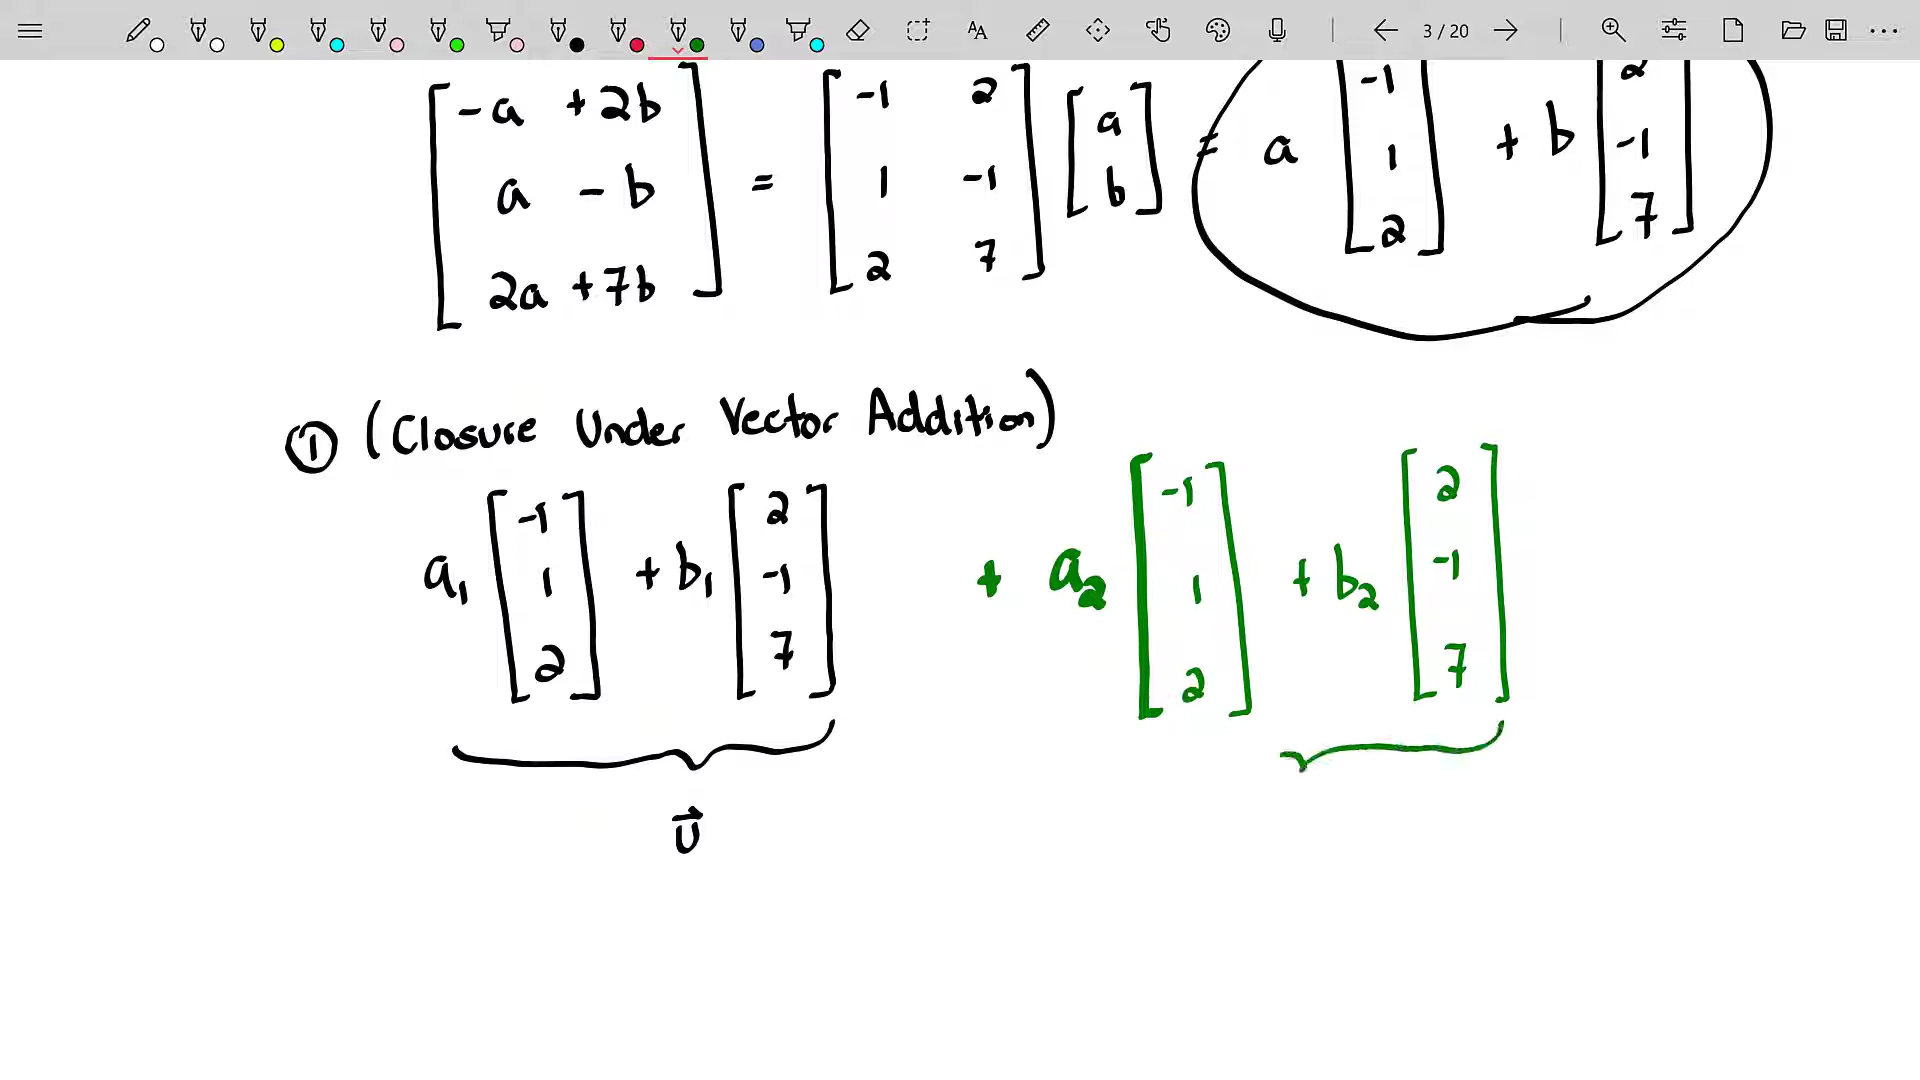 3 / 20
[-a + 2b; a - b; 2a + 7b] = [-1 2; 1 -1; 2 7] [a; b] = a [-1; 1; 2] + b [2; -1; 7]
① (Closure Under Vector Addition)
a₁ [-1; 1; 2] + b₁ [2; -1; 7] + a₂ [-1; 1; 2] + b₂ [2; -1; 7]
U⃗